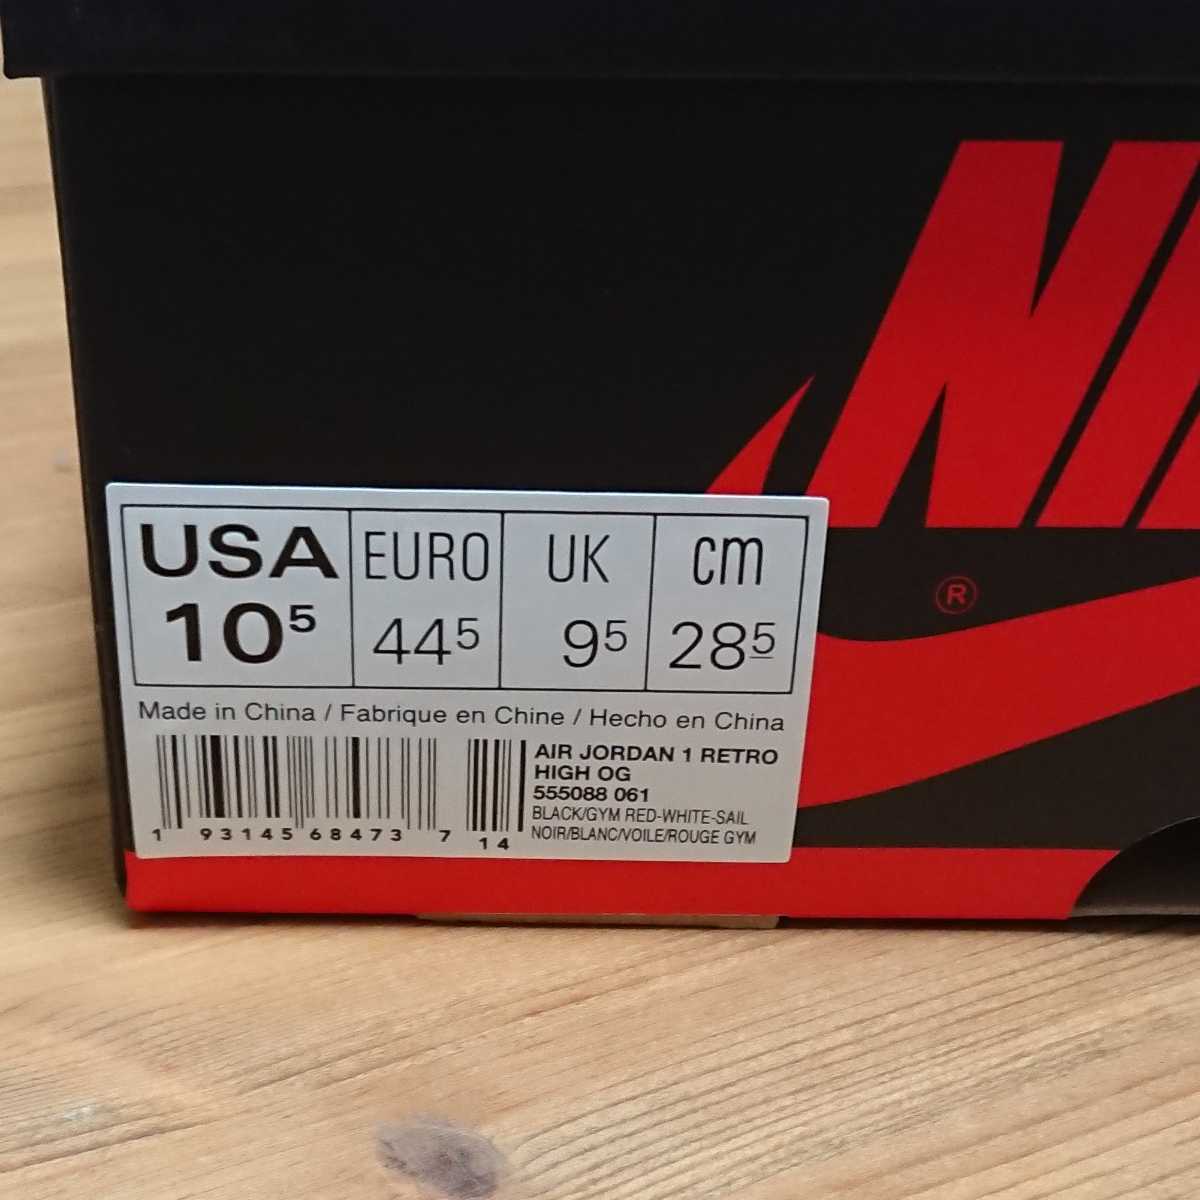 NIK
®
USA EURO UK cm
10⁵ 44⁵ 9⁵ 28⁵
Made in China / Fabrique en Chine / Hecho en China
AIR JORDAN 1 RETRO
HIGH OG
555088 061
BLACK/GYM RED-WHITE-SAIL
NOIR/BLANC/VOILE/ROUGE GYM
1 93145 68473 7 14